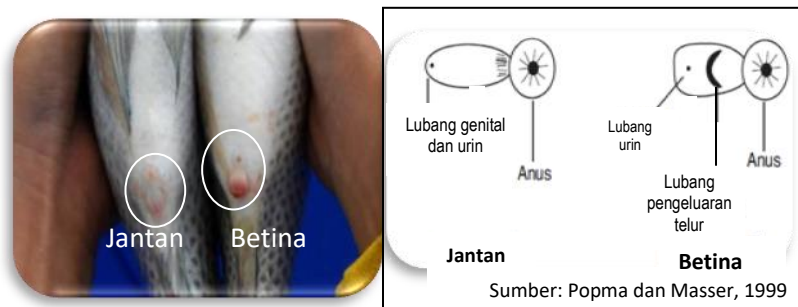 Jantan Betina
Lubang genital
dan urin
Anus
Jantan
Lubang
urin
Lubang
pengeluaran
telur
Anus
Betina
Sumber: Popma dan Masser, 1999